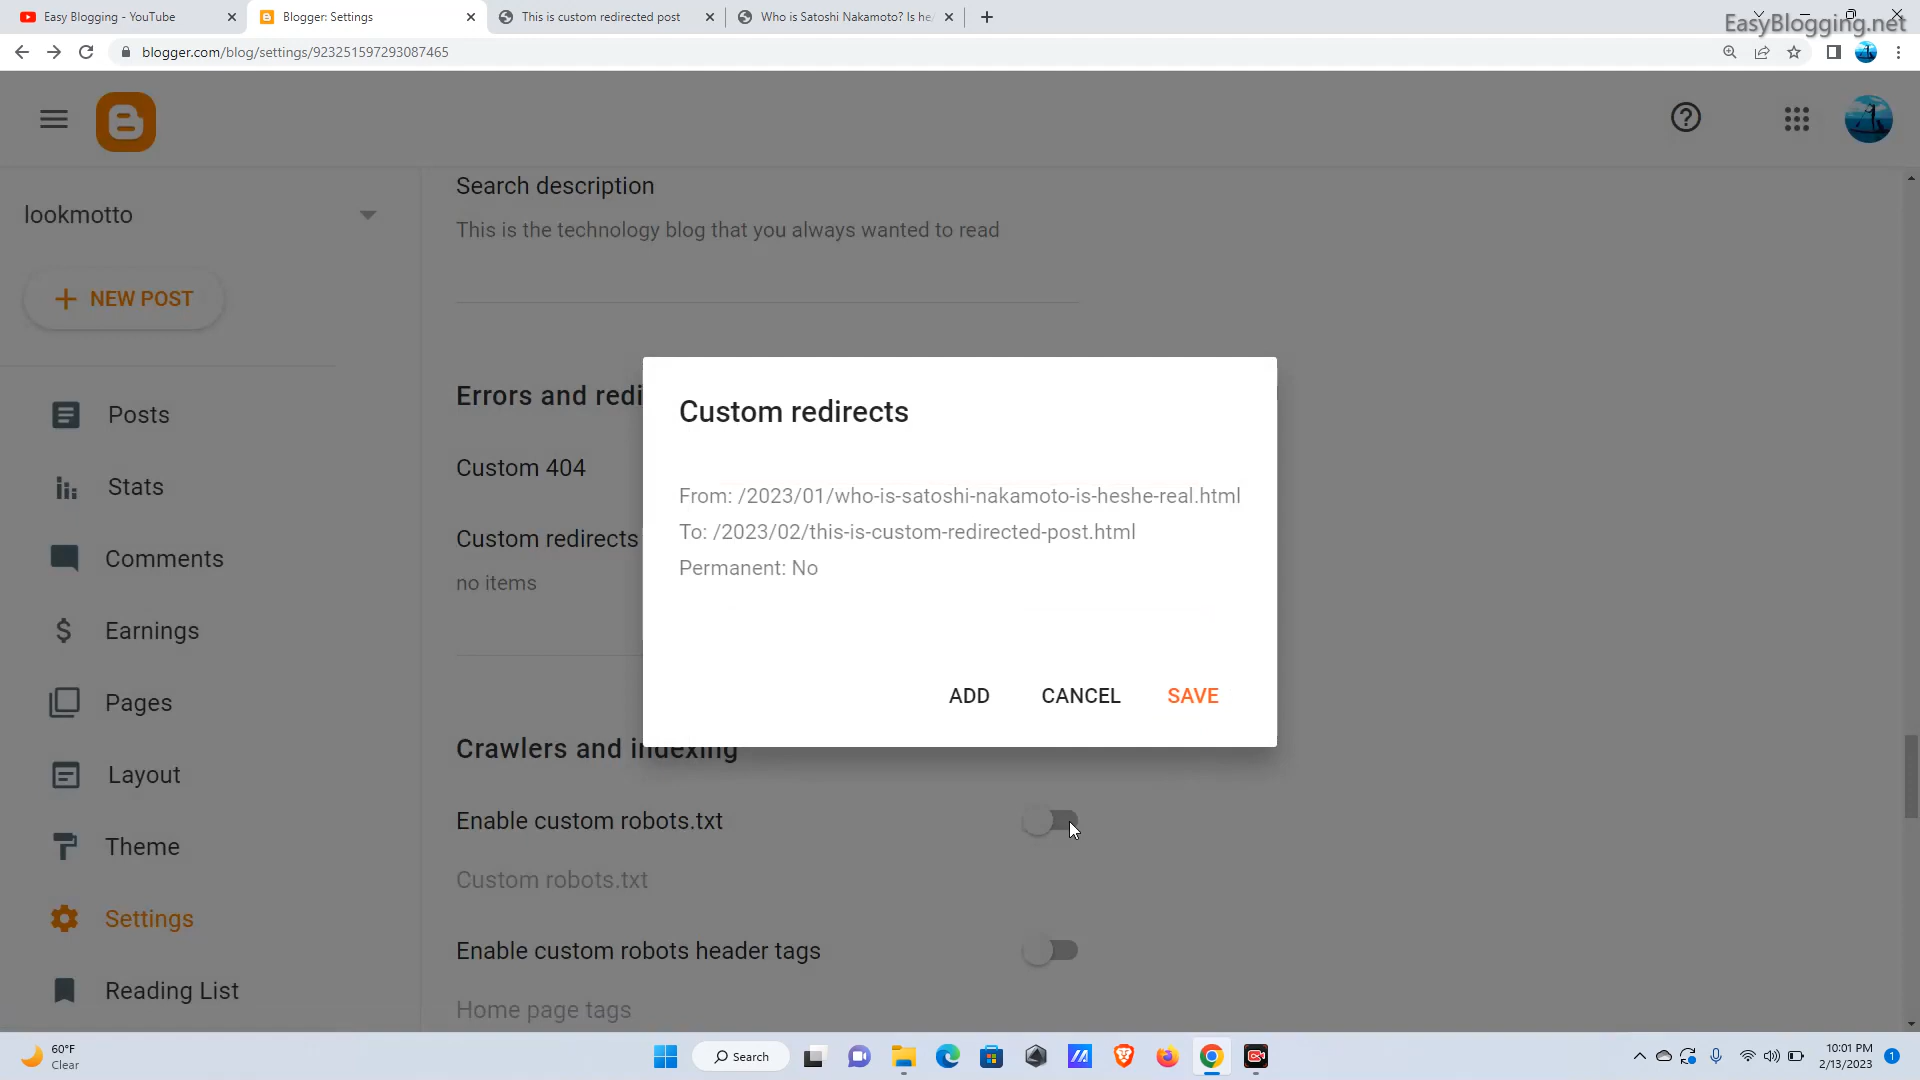 Easy Blogging - YouTube
Blogger: Settings
This is custom redirected post
Who is Satoshi Nakamoto? Is he/
EasyBlogging.net
blogger.com/blog/settings/923251597293087465
lookmotto
NEW POST
Posts
Stats
Comments
Earnings
Pages
Layout
Theme
Settings
Reading List
Search description
This is the technology blog that you always wanted to read
Errors and redi
Custom 404
Custom redirects
no items
Custom redirects
From: /2023/01/who-is-satoshi-nakamoto-is-heshe-real.html
To: /2023/02/this-is-custom-redirected-post.html
Permanent: No
ADD
CANCEL
SAVE
Crawlers and indexing
Enable custom robots.txt
Custom robots.txt
Enable custom robots header tags
Home page tags
60°F
Clear
Search
10:01 PM
2/13/2023
1